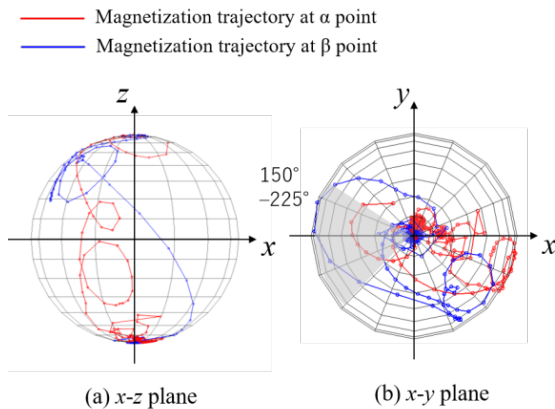 Magnetization trajectory at α point
Magnetization trajectory at β point
z
y
150°
−225°
x
x
(a) x-z plane
(b) x-y plane